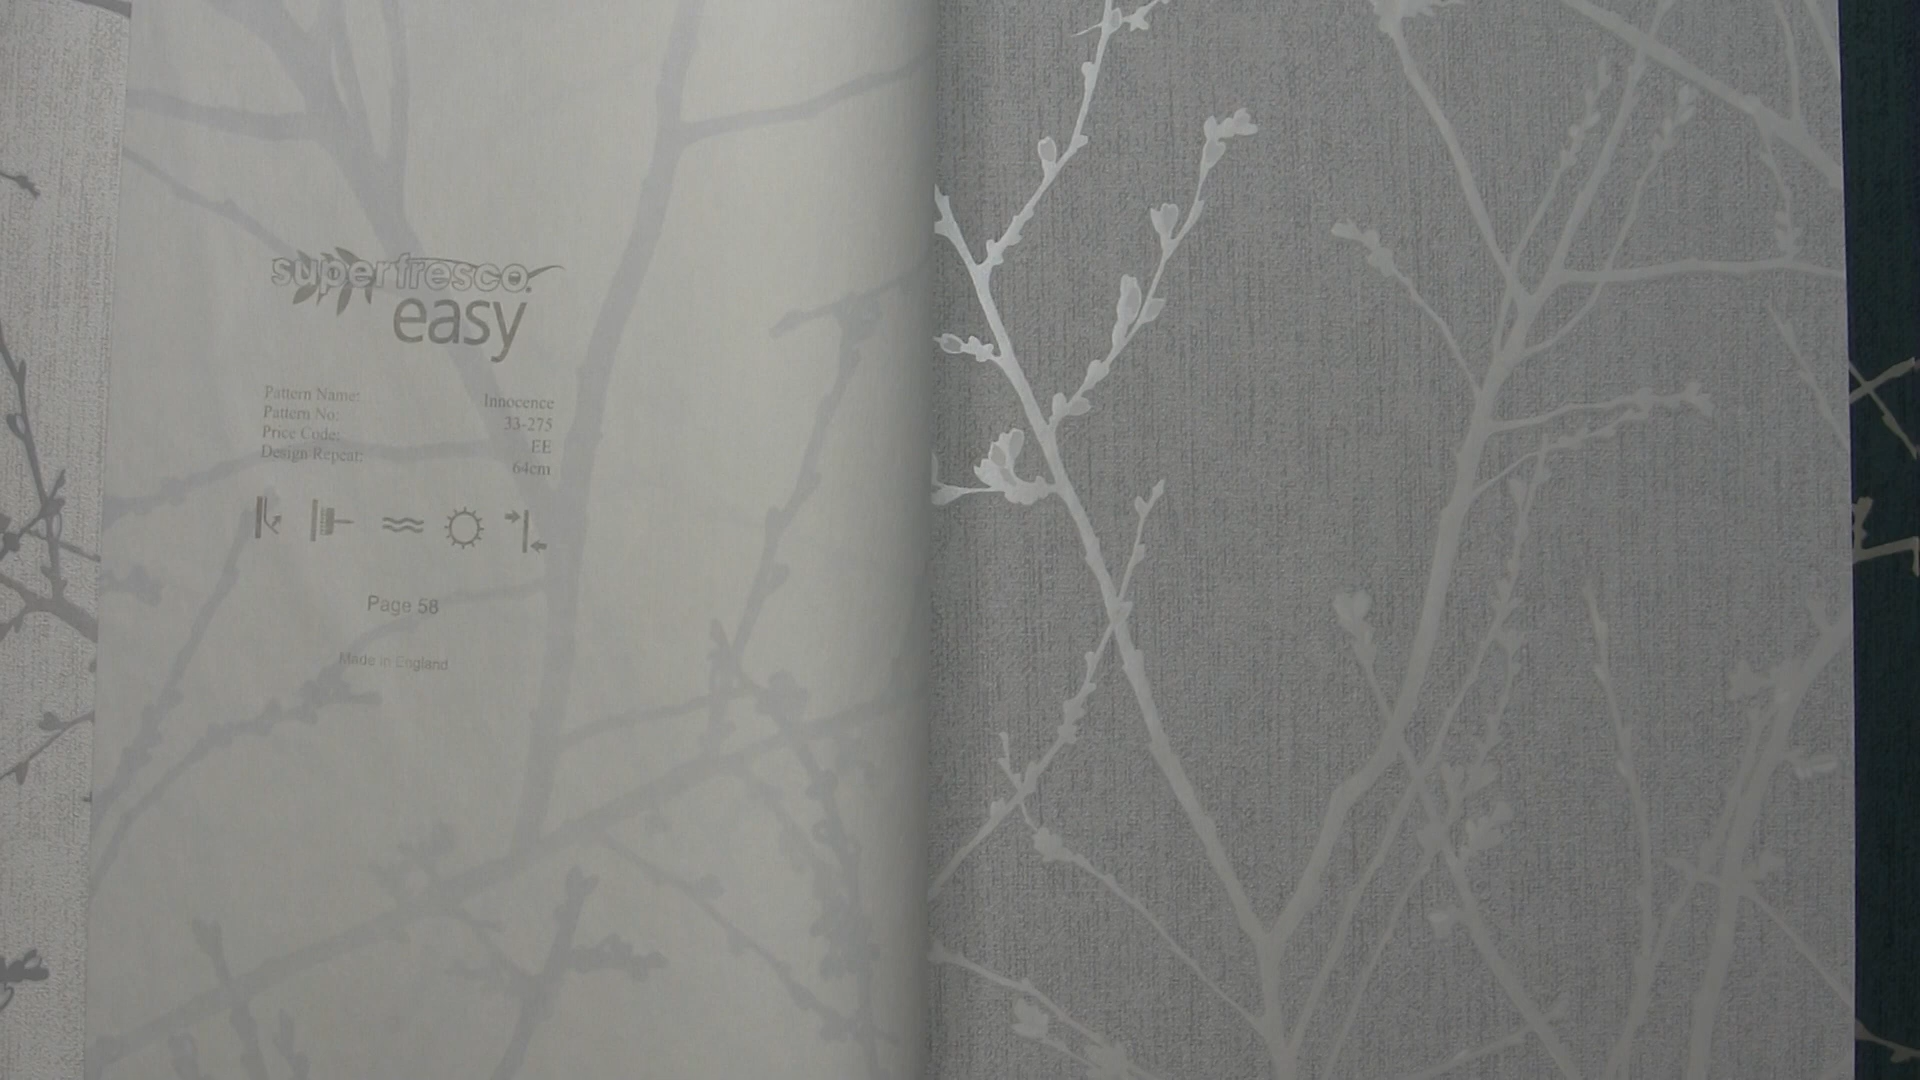 superfresco
easy
Pattern Name: Innocence
Pattern No: 33-275
Price Code: EE
Design Repeat: 64cm
Page 58
Made in England